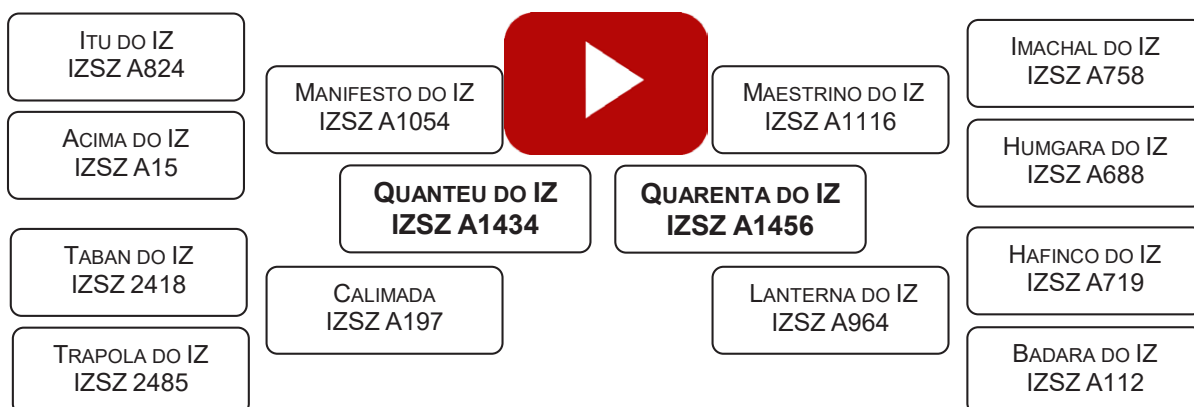 ITU DO IZ
IZSZ A824
ACIMA DO IZ
IZSZ A15
TABAN DO IZ
IZSZ 2418
TRAPOLA DO IZ
IZSZ 2485
MANIFESTO DO IZ
IZSZ A1054
CALIMADA
IZSZ A197
QUANTEU DO IZ
IZSZ A1434
QUARENTA DO IZ
IZSZ A1456
MAESTRINO DO IZ
IZSZ A1116
LANTERNA DO IZ
IZSZ A964
IMACHAL DO IZ
IZSZ A758
HUMGARA DO IZ
IZSZ A688
HAFINCO DO IZ
IZSZ A719
BADARA DO IZ
IZSZ A112